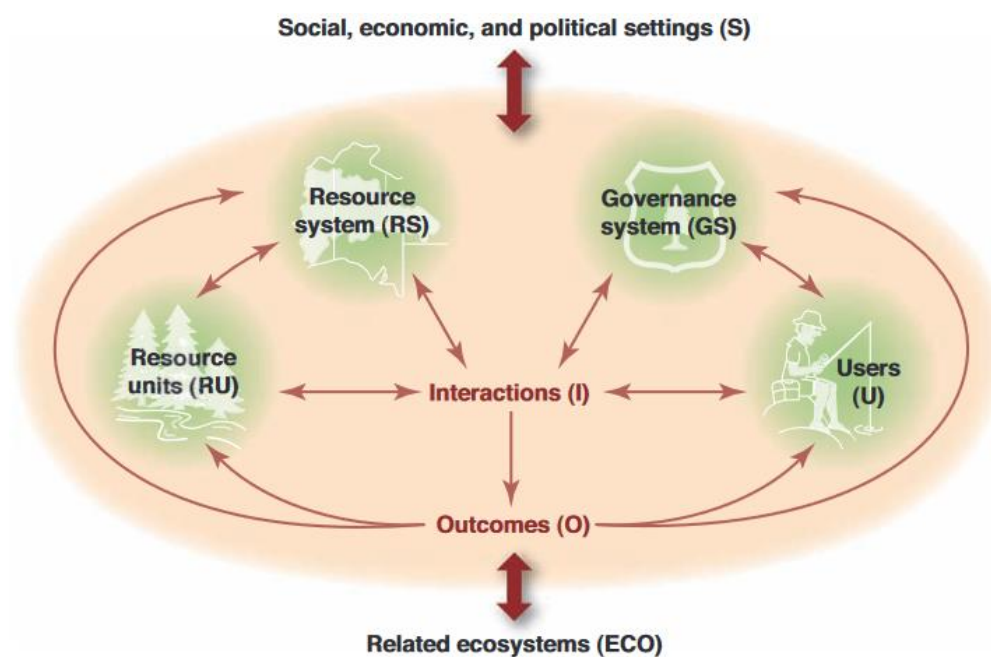 Social, economic, and political settings (S)
Resource
system (RS)
Governance
system (GS)
Resource
units (RU)
Interactions (I)
Users
(U)
Outcomes (O)
Related ecosystems (ECO)